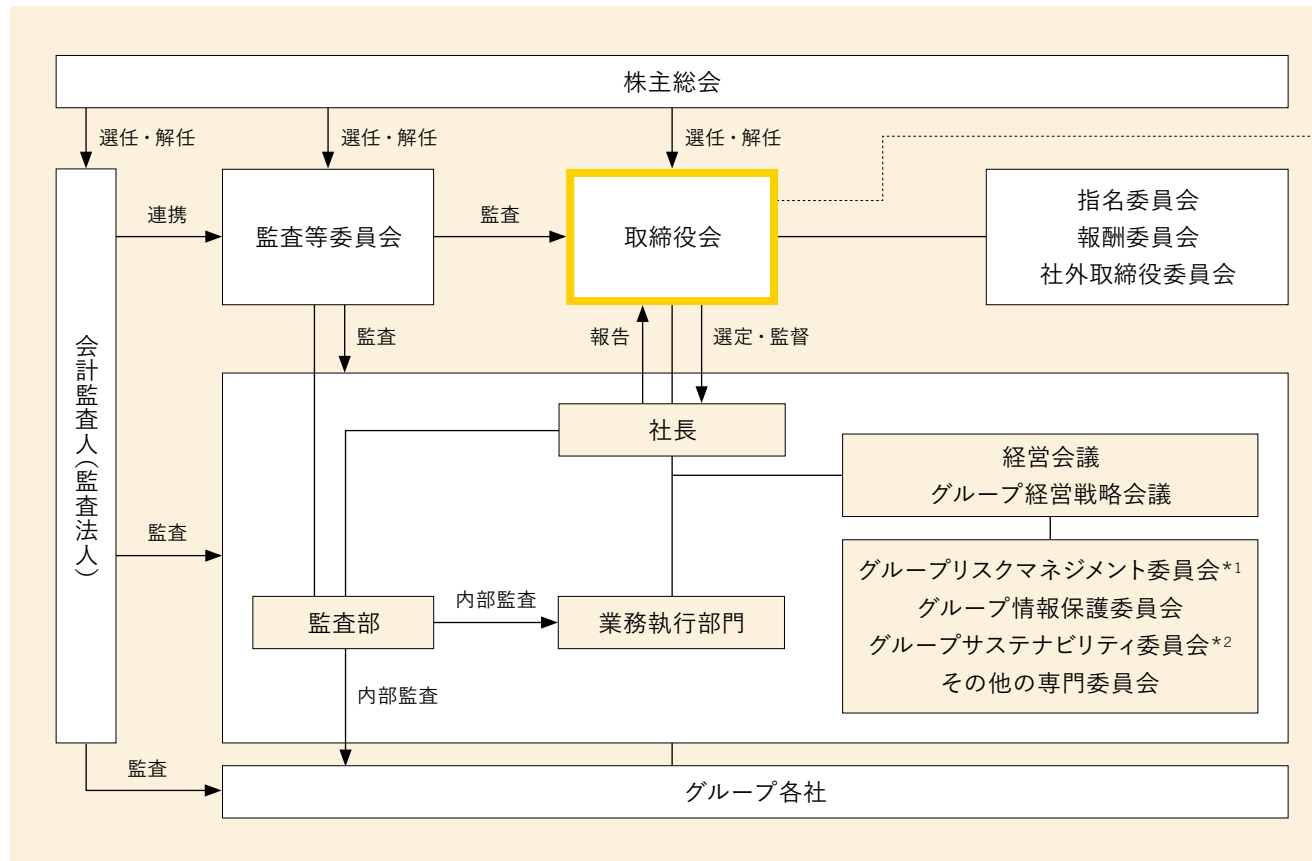 株主総会
選任・解任
選任・解任
選任・解任
会計監査人(監査法人)
連携
監査等委員会
監査
取締役会
指名委員会
報酬委員会
社外取締役委員会
監査
報告
選定・監督
社長
経営会議
グループ経営戦略会議
監査
グループリスクマネジメント委員会*1
グループ情報保護委員会
グループサステナビリティ委員会*2
その他の専門委員会
監査部
内部監査
業務執行部門
内部監査
監査
グループ各社